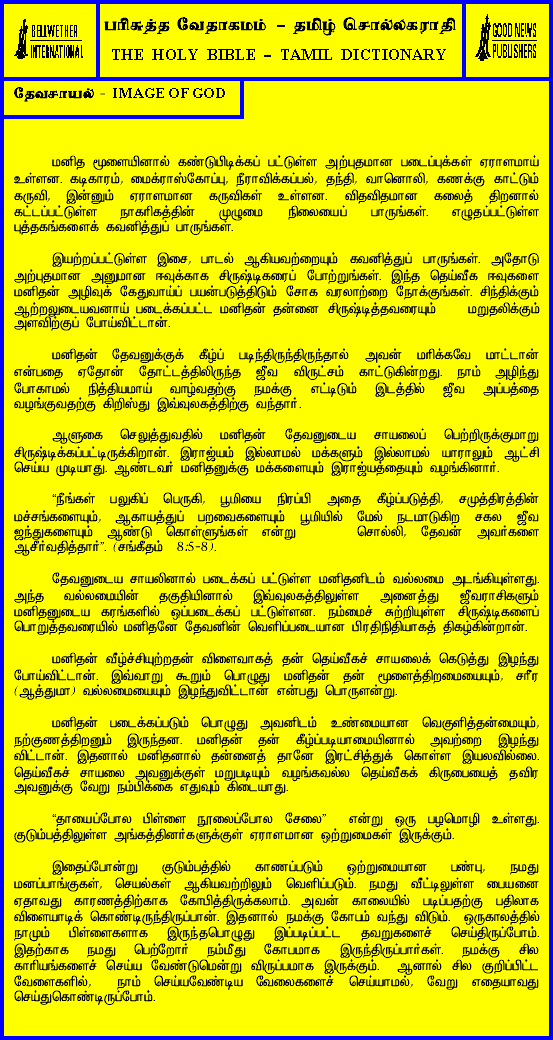 BELLWETHER
INTERNATIONAL
பரிசுத்த வேதாகமம் - தமிழ் சொல்லகராதி
THE HOLY BIBLE – TAMIL DICTIONARY
GOOD NEWS
PUBLISHERS
தேவசாயல் - IMAGE OF GOD
மனித மூளையினால் கண்டுபிடிக்கப் பட்டுள்ள அற்புதமான படைப்புக்கள் ஏராளமாய்
உள்ளன. கடிகாரம், மைக்ராஸ்கோப்பு, நீராவிக்கப்பல், தந்தி, வானொலி, கணக்கு காட்டும்
கருவி, இன்னும் ஏராளமான கருவிகள் உள்ளன. விதவிதமான கலைத் திறனால்
கட்டப்பட்டுள்ள நாகரிகத்தின் முழுமை நிலையைப் பாருங்கள். எழுதப்பட்டுள்ள
புத்தகங்களைக் கவனித்துப் பாருங்கள்.
இயற்றப்பட்டுள்ள இசை, பாடல் ஆகியவற்றையும் கவனித்துப் பாருங்கள். அதோடு
அற்புதமான அனுமான ஈவுக்காக சிருஷ்டிகரைப் போற்றுங்கள். இந்த தெய்வீக ஈவுகளை
மனிதன் அழிவுக் கேதுவாய்ப் பயன்படுத்திடும் சோக வரலாற்றை நோக்குங்கள். சிந்திக்கும்
ஆற்றலுடையவனாய் படைக்கப்பட்ட மனிதன் தன்னை சிருஷ்டித்தவரையும் மறுதலிக்கும்
அளவிற்குப் போய்விட்டான்.
மனிதன் தேவனுக்குக் கீழ்ப் படிந்திருந்திருந்தால் அவன் மரிக்கவே மாட்டான்
என்பதை ஏதோன் தோட்டத்திலிருந்த ஜீவ விருட்சம் காட்டுகின்றது. நாம் அழிந்து
போகாமல் நித்தியமாய் வாழ்வதற்கு நமக்கு எட்டிடும் இடத்தில் ஜீவ அப்பத்தை
வழங்குவதற்கு கிறிஸ்து இவ்வுலகத்திற்கு வந்தார்.
ஆளுகை செலுத்துவதில் மனிதன் தேவனுடைய சாயலைப் பெற்றிருக்குமாறு
சிருஷ்டிக்கப்பட்டிருக்கிறான். இராஜ்யம் இல்லாமல் மக்களும் இல்லாமல் யாராலும் ஆட்சி
செய்ய முடியாது. ஆண்டவர் மனிதனுக்கு மக்களையும் இராஜ்யத்தையும் வழங்கினார்.
“நீங்கள் பலுகிப் பெருகி, பூமியை நிரப்பி அதை கீழ்ப்படுத்தி, சமுத்திரத்தின்
மச்சங்களையும், ஆகாயத்துப் பறவைகளையும் பூமியில் மேல் நடமாடுகிற சகல ஜீவ
ஐந்துகளையும் ஆண்டு கொள்ளுங்கள் என்று சொல்லி, தேவன் அவர்களை
ஆசீர்வதித்தார்”. (சங்கீதம் 8:5-8).
தேவனுடைய சாயலினால் படைக்கப் பட்டுள்ள மனிதனிடம் வல்லமை அடங்கியுள்ளது.
அந்த வல்லமையின் தகுதியினால் இவ்வுலகத்திலுள்ள அனைத்து ஜீவராசிகளும்
மனிதனுடைய கரங்களில் ஒப்படைக்கப் பட்டுள்ளன. நம்மைச் சுற்றியுள்ள சிருஷ்டிகளைப்
பொறுத்தவரையில் மனிதனே தேவனின் வெளிப்படையான பிரதிநிதியாகத் திகழ்கின்றான்.
மனிதன் வீழ்ச்சியுற்றதன் விளைவாகத் தன் தெய்வீகச் சாயலைக் கெடுத்து இழந்து
போய்விட்டான். இவ்வாறு கூறும் பொழுது மனிதன் தன் மூளைத்திறமையையும், சரீர
(ஆத்துமா) வல்லமையையும் இழந்துவிட்டான் என்பது பொருளன்று.
மனிதன் படைக்கப்படும் பொழுது அவனிடம் உண்மையான வெகுளித்தன்மையும்,
நற்குணத்திறனும் இருந்தன. மனிதன் தன் கீழ்ப்படியாமையினால் அவற்றை இழந்து
விட்டான். இதனால் மனிதனால் தன்னைத் தானே இரட்சித்துக் கொள்ள இயலவில்லை.
தெய்வீகச் சாயலை அவனுக்குள் மறுபடியும் வழங்கவல்ல தெய்வீகக் கிருபையைத் தவிர
அவனுக்கு வேறு நம்பிக்கை எதுவும் கிடையாது.
“தாயைப்போல பிள்ளை நூலைப்போல சேலை” என்று ஒரு பழமொழி உள்ளது.
குடும்பத்திலுள்ள அங்கத்தினர்களுக்குள் ஏராளமான ஒற்றுமைகள் இருக்கும்.
இதைப்போன்று குடும்பத்தில் காணப்படும் ஒற்றுமையான பண்பு, நமது
மனப்பாங்குகள், செயல்கள் ஆகியவற்றிலும் வெளிப்படும். நமது வீட்டிலுள்ள பையனை
ஏதாவது காரணத்திற்காக கோபித்திருக்கலாம். அவன் காலையில் படிப்பதற்கு பதிலாக
விளையாடிக் கொண்டிருந்திருப்பான். இதனால் நமக்கு கோபம் வந்து விடும். ஒருகாலத்தில்
நாமும் பிள்ளைகளாக இருந்தபொழுது இப்படிப்பட்ட தவறுகளைச் செய்திருப்போம்.
இதற்காக நமது பெற்றோர் நம்மீது கோபமாக இருந்திருப்பார்கள். நமக்கு சில
காரியங்களைச் செய்ய வேண்டுமென்று விருப்பமாக இருக்கும். ஆனால் சில குறிப்பிட்ட
வேளைகளில், நாம் செய்யவேண்டிய வேலைகளைச் செய்யாமல், வேறு எதையாவது
செய்துகொண்டிருப்போம்.